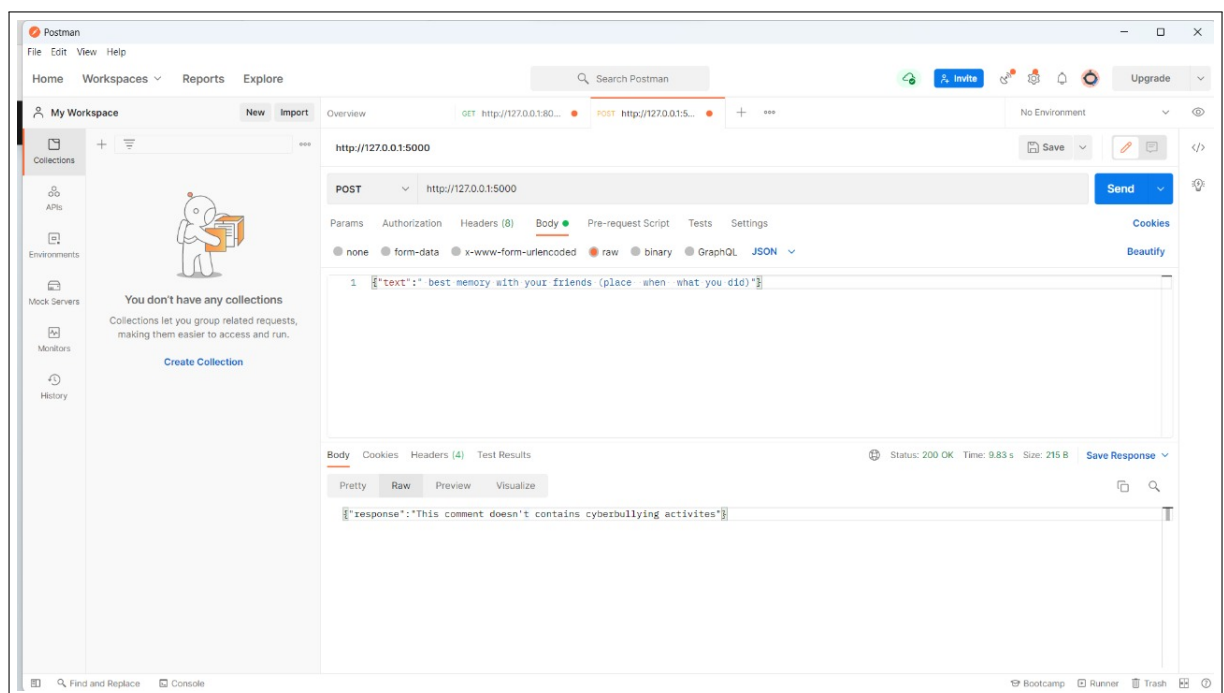 Postman
File Edit View Help
Home Workspaces Reports Explore Search Postman Invite Upgrade
My Workspace New Import Overview GET http://127.0.0.1:80... POST http://127.0.0.1:5... No Environment
Collections
APIs
Environments
Mock Servers
Monitors
History
You don't have any collections
Collections let you group related requests,
making them easier to access and run.
Create Collection
http://127.0.0.1:5000 Save
POST http://127.0.0.1:5000 Send
Params Authorization Headers (8) Body Pre-request Script Tests Settings Cookies
none form-data x-www-form-urlencoded raw binary GraphQL JSON Beautify
1 {"text":" best memory with your friends (place  when  what you did)"}
Body Cookies Headers (4) Test Results Status: 200 OK Time: 9.83 s Size: 215 B Save Response
Pretty Raw Preview Visualize
{"response":"This comment doesn't contains cyberbullying activites"}
Find and Replace Console Bootcamp Runner Trash